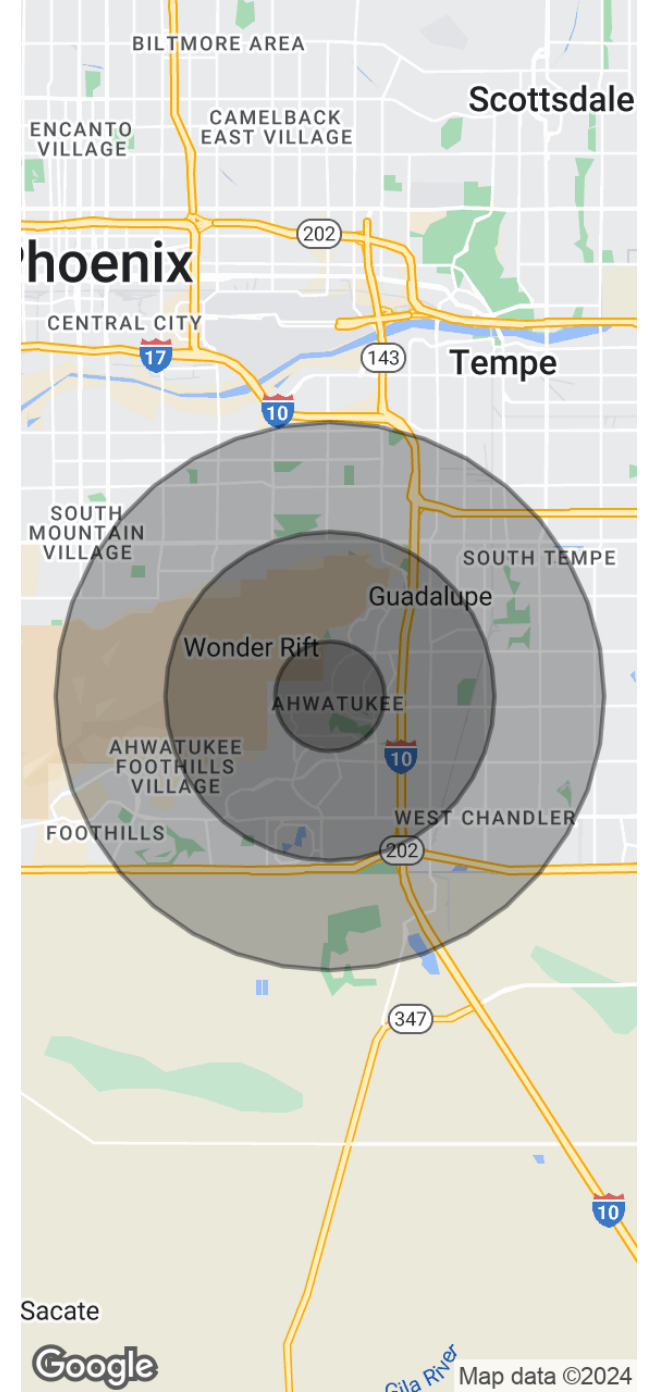 BILTMORE AREA
Scottsdale
ENCANTO
VILLAGE
CAMELBACK
EAST VILLAGE
202
Phoenix
CENTRAL CITY
17
143
Tempe
10
SOUTH
MOUNTAIN
VILLAGE
SOUTH TEMPE
Guadalupe
Wonder Rift
AHWATUKEE
AHWATUKEE
FOOTHILLS
VILLAGE
10
WEST CHANDLER
FOOTHILLS
202
347
10
Sacate
Google
Gila River
Map data ©2024